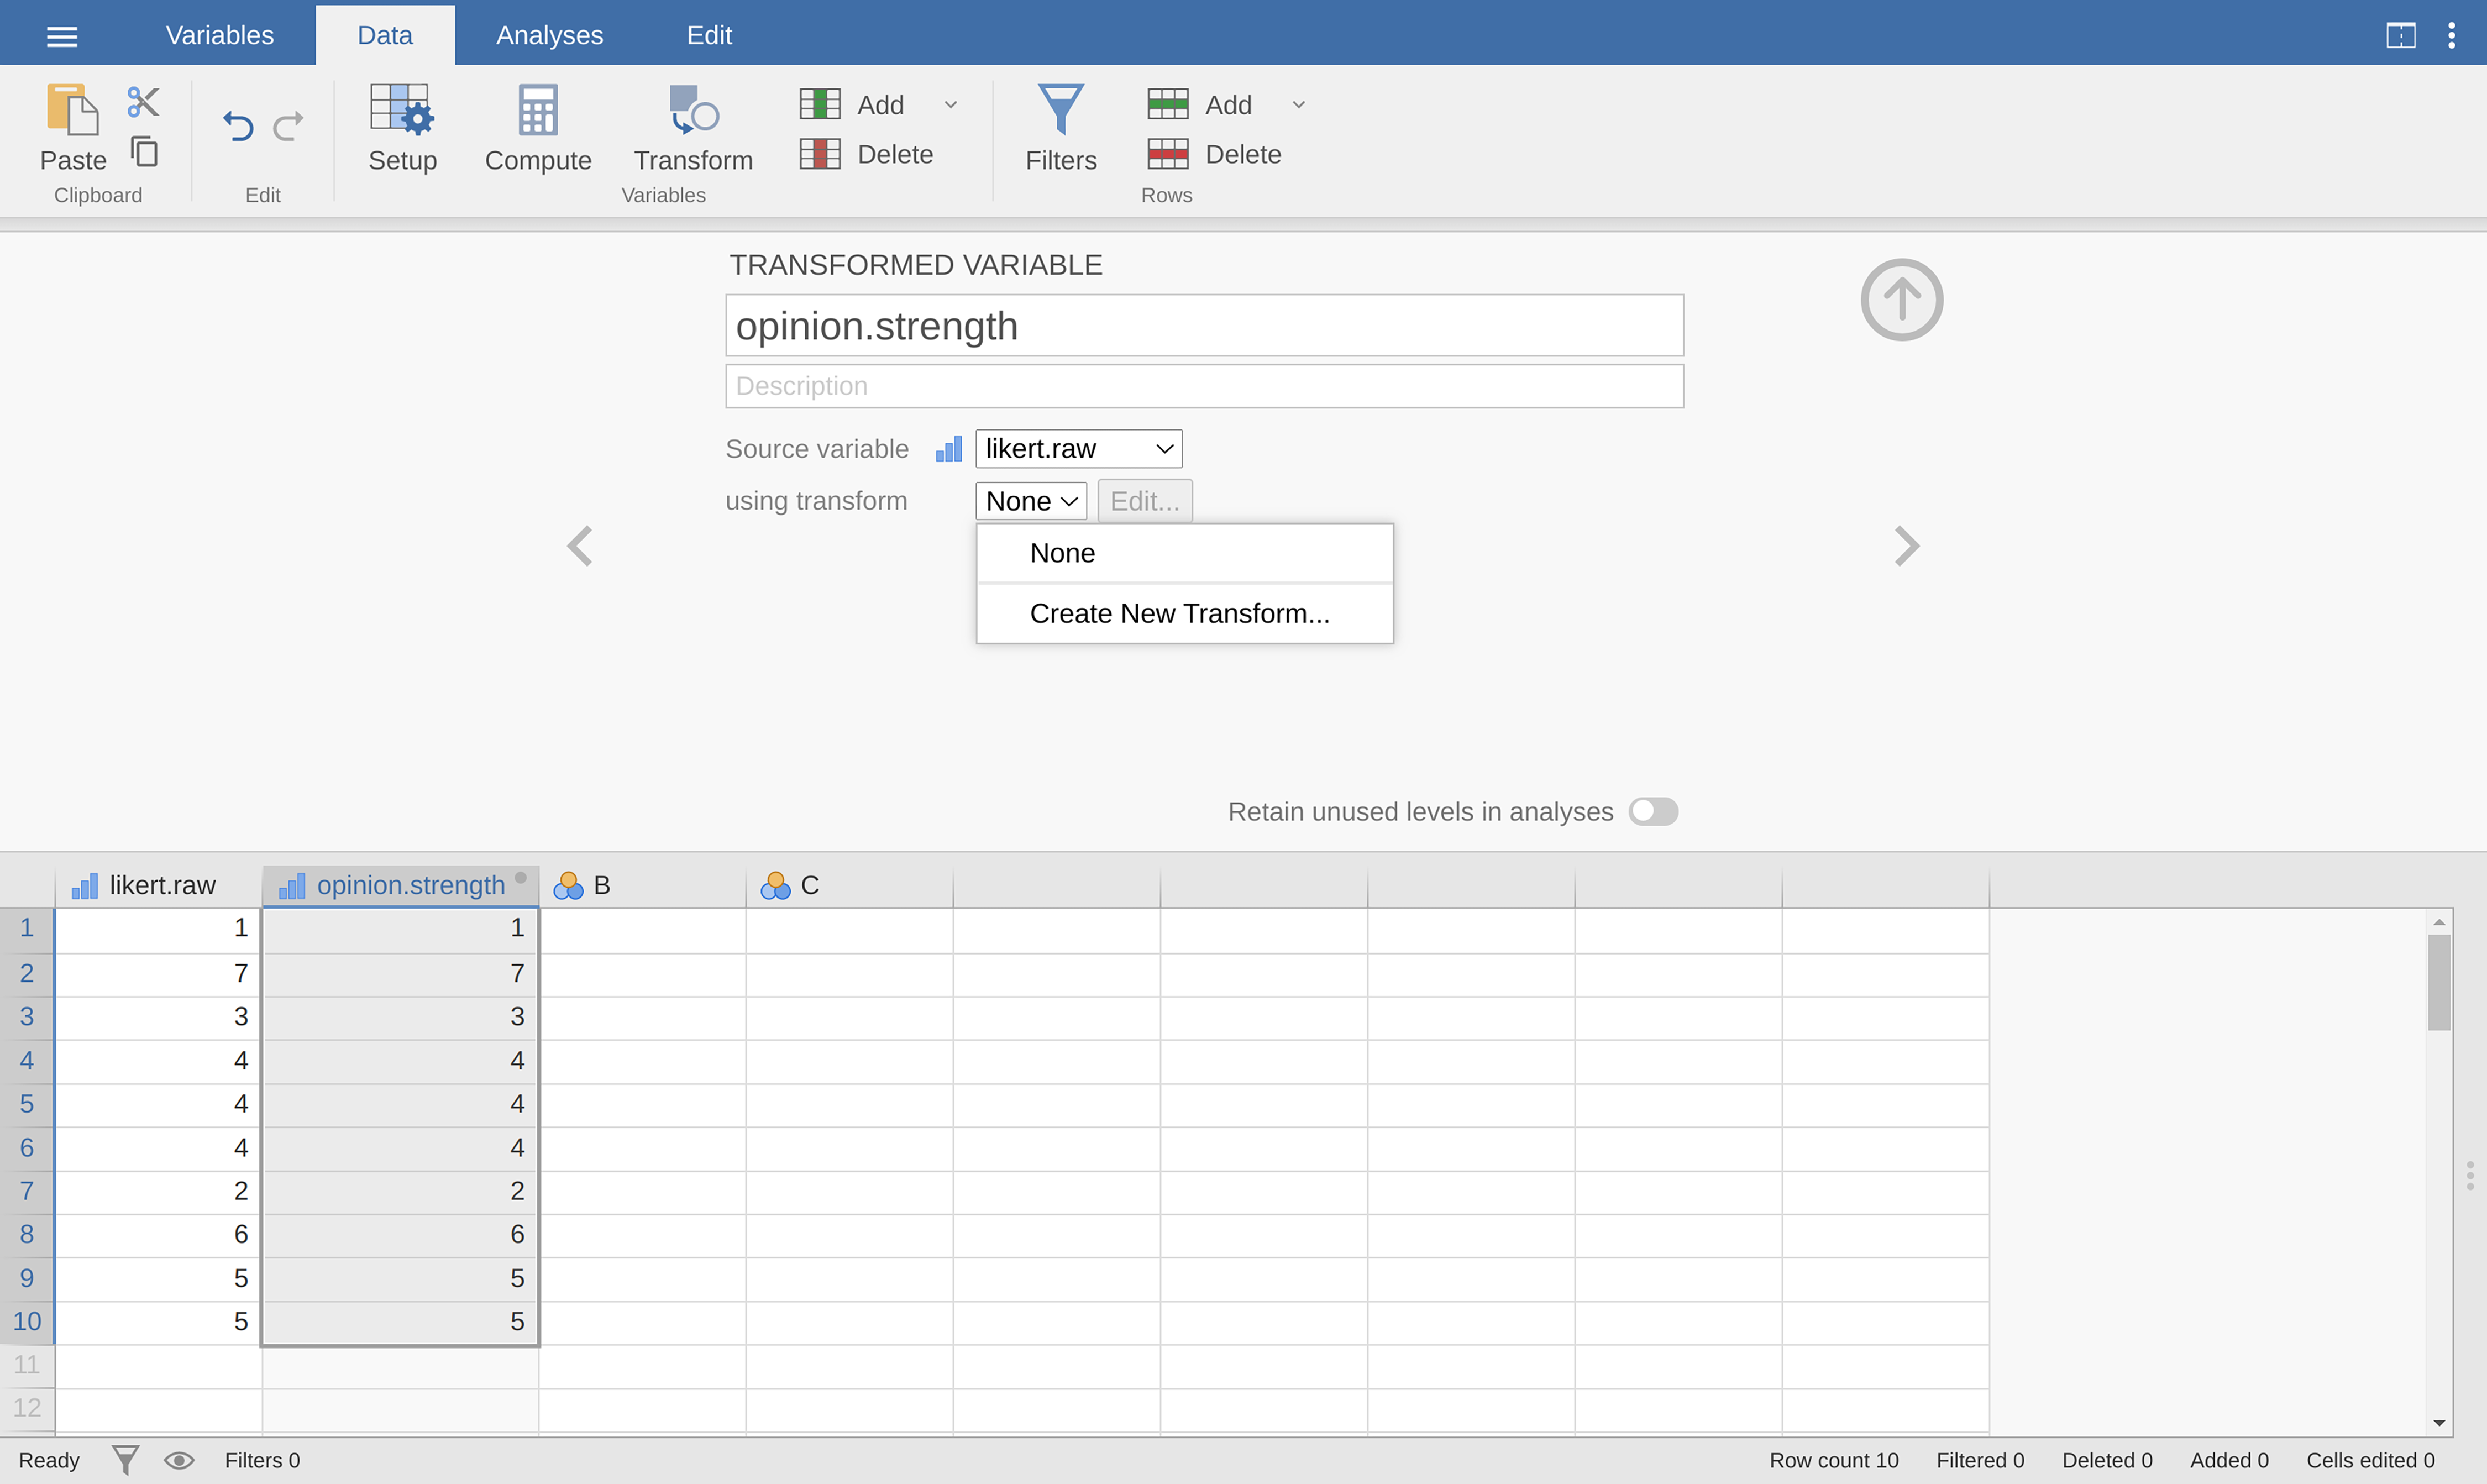 Variables Data Analyses Edit
Paste Setup Compute Transform Add Delete Filters Add Delete
Clipboard Edit Variables Rows
TRANSFORMED VARIABLE
opinion.strength
Description
Source variable likert.raw
using transform None Edit...
None
Create New Transform...
Retain unused levels in analyses
likert.raw opinion.strength B C
1 1 1
2 7 7
3 3 3
4 4 4
5 4 4
6 4 4
7 2 2
8 6 6
9 5 5
10 5 5
11
12
Ready Filters 0 Row count 10 Filtered 0 Deleted 0 Added 0 Cells edited 0